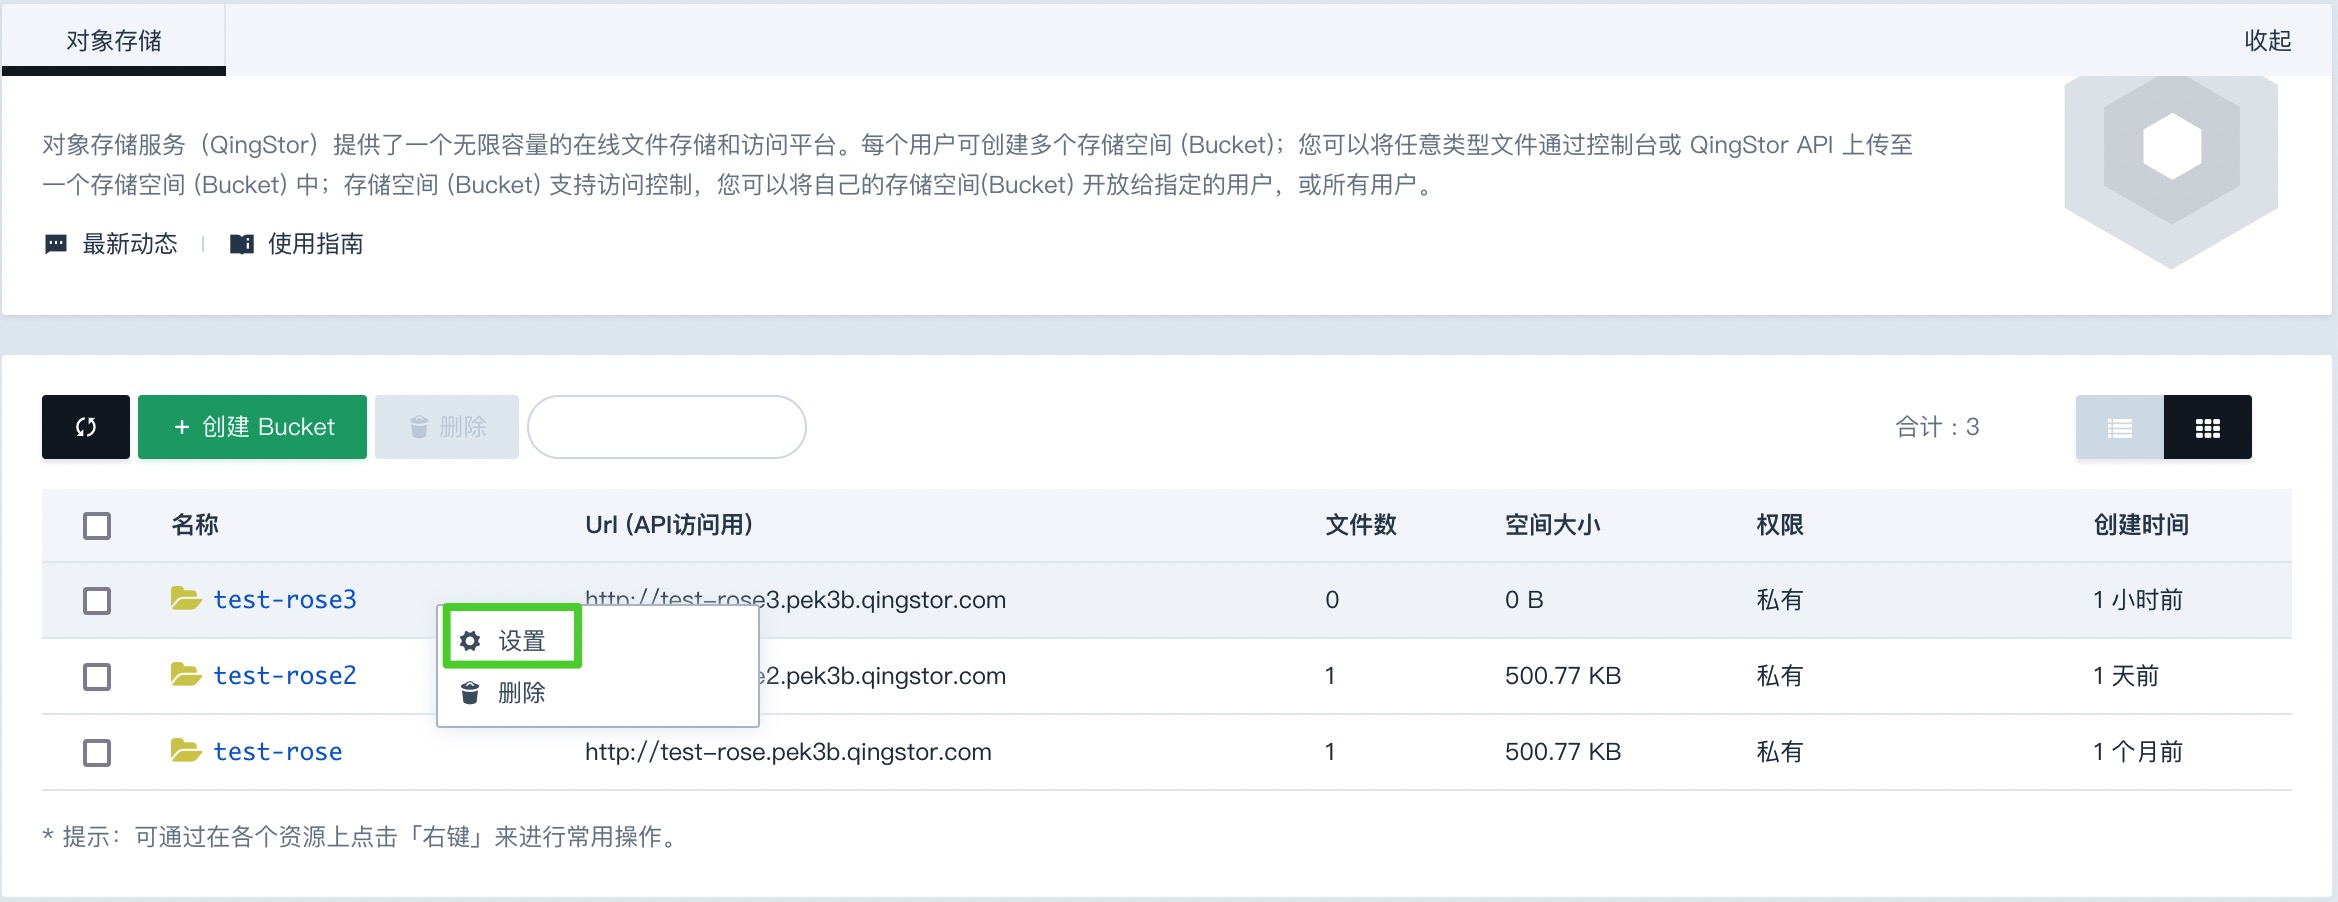 对象存储
收起
对象存储服务（QingStor）提供了一个无限容量的在线文件存储和访问平台。每个用户可创建多个存储空间 (Bucket)；您可以将任意类型文件通过控制台或 QingStor API 上传至
一个存储空间 (Bucket) 中；存储空间 (Bucket) 支持访问控制，您可以将自己的存储空间(Bucket) 开放给指定的用户，或所有用户。
最新动态 使用指南
+ 创建 Bucket 删除 合计：3
名称 Url (API访问用) 文件数 空间大小 权限 创建时间
test-rose3 http://test-rose3.pek3b.qingstor.com 0 0 B 私有 1 小时前
设置
test-rose2 e2.pek3b.qingstor.com 1 500.77 KB 私有 1 天前
删除
test-rose http://test-rose.pek3b.qingstor.com 1 500.77 KB 私有 1 个月前
* 提示：可通过在各个资源上点击「右键」来进行常用操作。